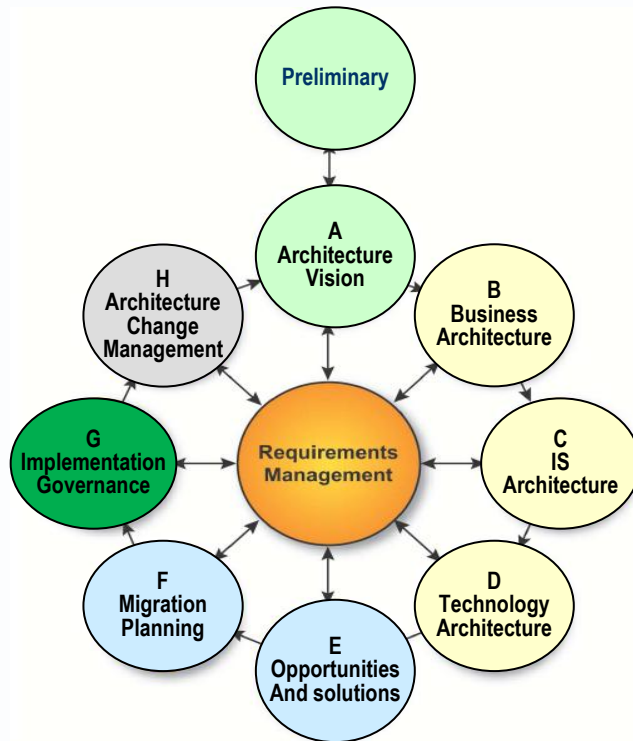 Preliminary
A
Architecture
Vision
B
Business
Architecture
C
IS
Architecture
D
Technology
Architecture
E
Opportunities
And solutions
F
Migration
Planning
G
Implementation
Governance
H
Architecture
Change
Management
Requirements
Management